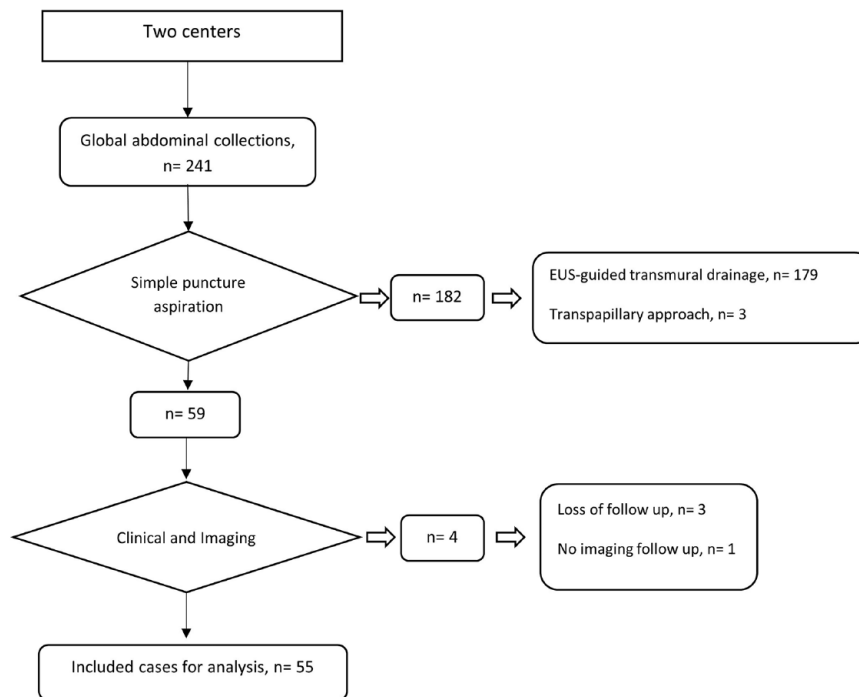 Two centers
Global abdominal collections,
n= 241
Simple puncture
aspiration
n= 182
EUS-guided transmural drainage, n= 179
Transpapillary approach, n= 3
n= 59
Clinical and Imaging
n= 4
Loss of follow up, n= 3
No imaging follow up, n= 1
Included cases for analysis, n= 55